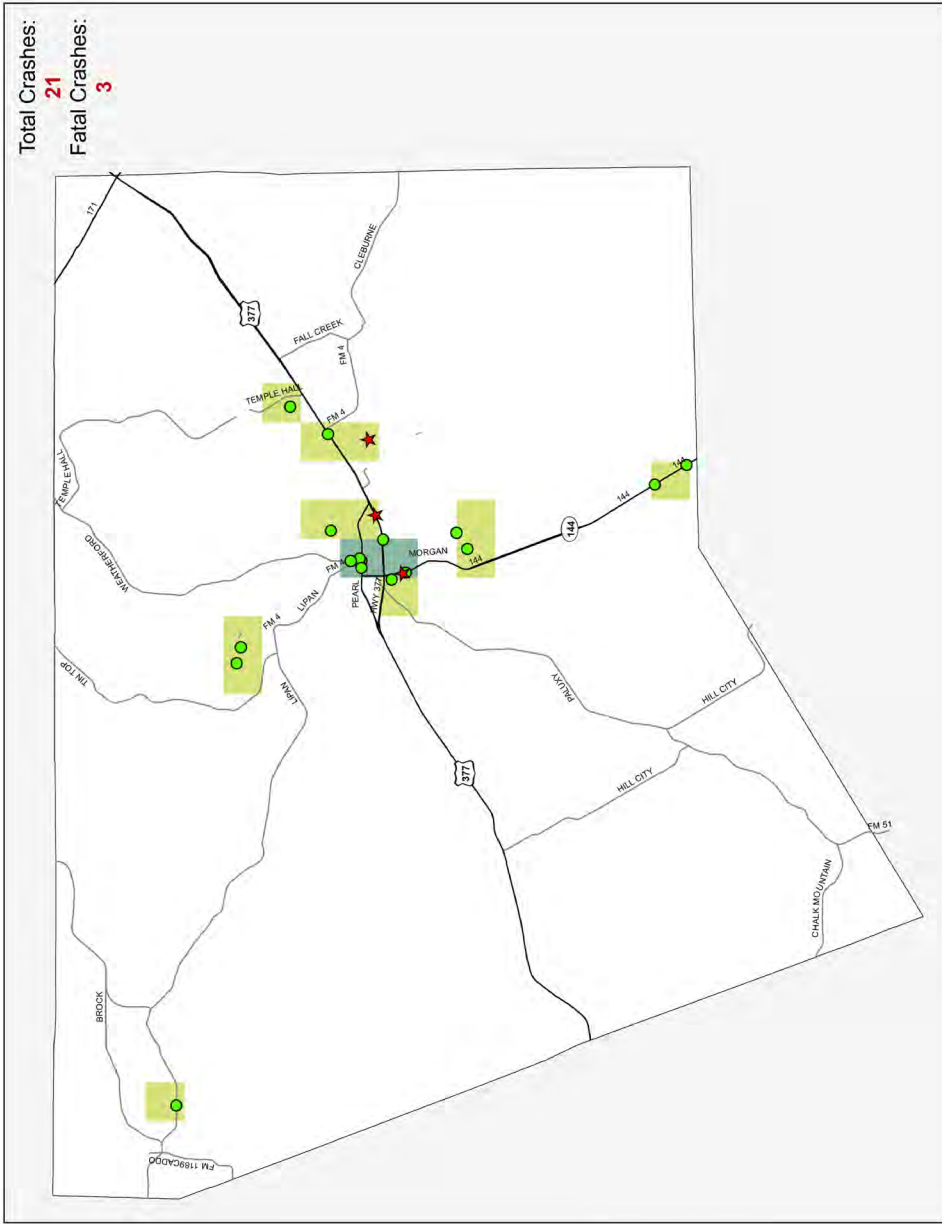 Total Crashes:
21
Fatal Crashes:
3
171
377
CLEBURNE
FALL CREEK
FM 4
TEMPLE HALL
FM 4
TEMPLE HALL
WEATHERFORD
FM 4
LIPAN
PEARL
HWY 377
MORGAN
144
144
144
144
FM 4
TIN TOP
LIPAN
PALUXY
HILL CITY
377
HILL CITY
FM 51
CHALK MOUNTAIN
BROCK
FM 1189
CADDO